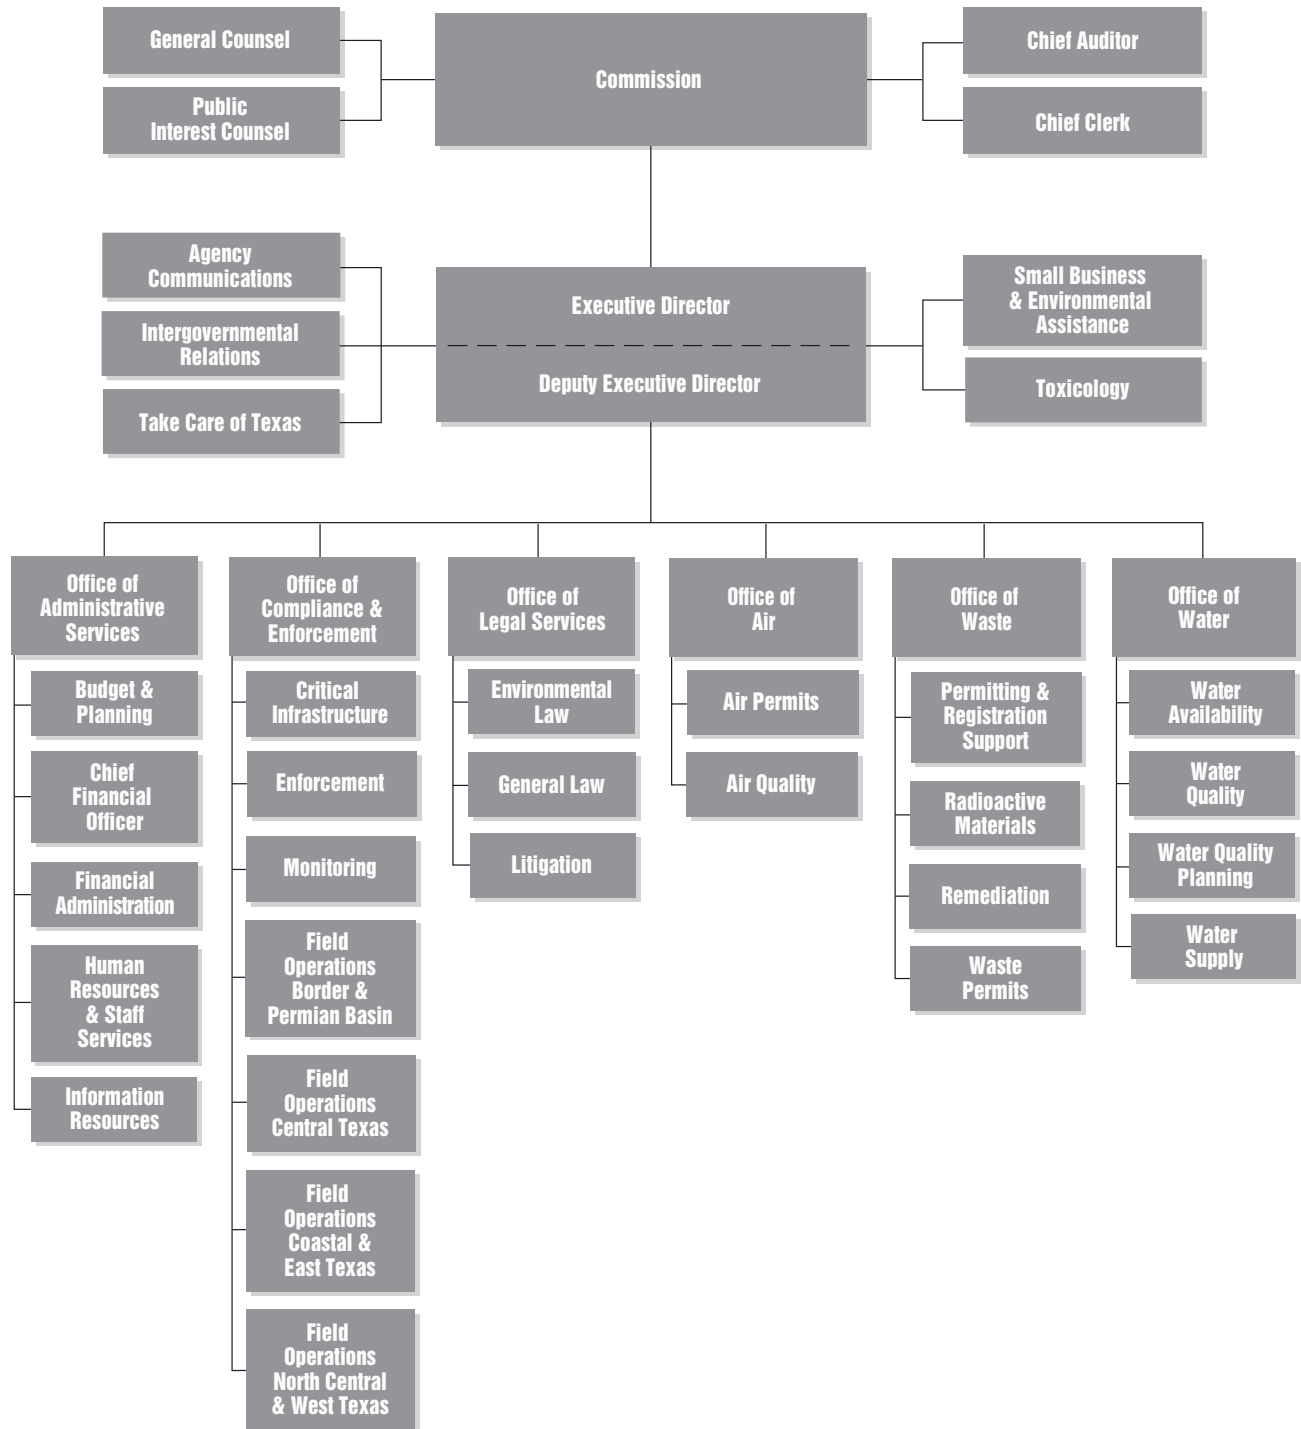 General Counsel
Public
Interest Counsel
Commission
Chief Auditor
Chief Clerk
Agency
Communications
Intergovernmental
Relations
Take Care of Texas
Executive Director
Deputy Executive Director
Small Business
& Environmental
Assistance
Toxicology
Office of
Administrative
Services
Budget &
Planning
Chief
Financial
Officer
Financial
Administration
Human
Resources
& Staff
Services
Information
Resources
Office of
Compliance &
Enforcement
Critical
Infrastructure
Enforcement
Monitoring
Field
Operations
Border &
Permian Basin
Field
Operations
Central Texas
Field
Operations
Coastal &
East Texas
Field
Operations
North Central
& West Texas
Office of
Legal Services
Environmental
Law
General Law
Litigation
Office of
Air
Air Permits
Air Quality
Office of
Waste
Permitting &
Registration
Support
Radioactive
Materials
Remediation
Waste
Permits
Office of
Water
Water
Availability
Water
Quality
Water Quality
Planning
Water
Supply